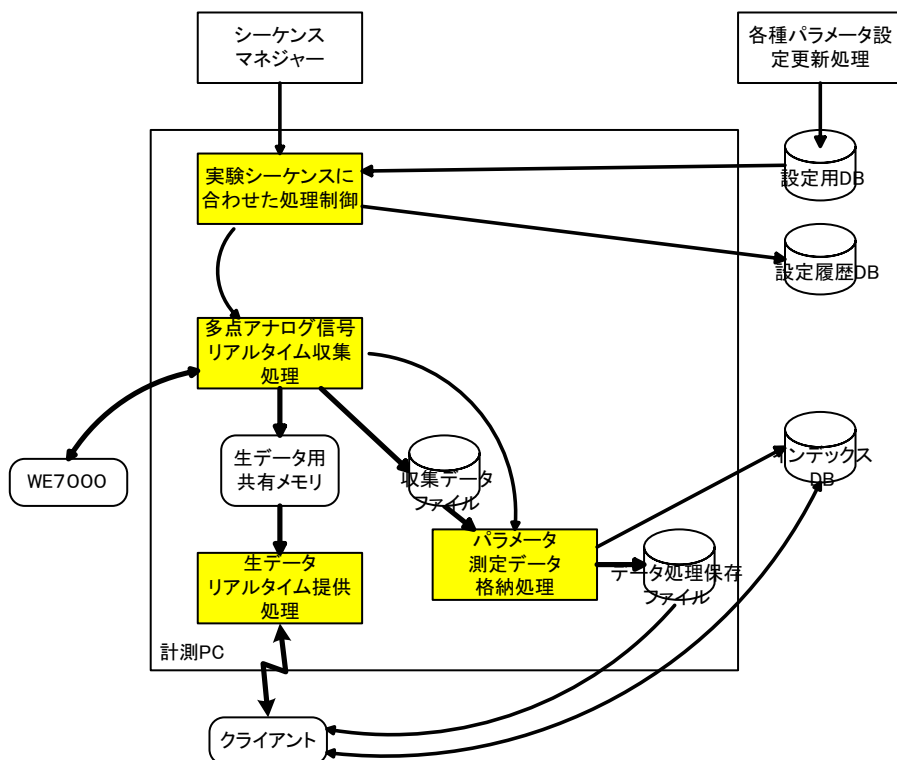 シーケンス
マネジャー
各種パラメータ設
定更新処理
実験シーケンスに
合わせた処理制御
設定用DB
設定履歴DB
多点アナログ信号
リアルタイム収集
処理
WE7000
生データ用
共有メモリ
収集データ
ファイル
インデックス
DB
パラメータ
測定データ
格納処理
生データ
リアルタイム提供
処理
データ処理保存
ファイル
計測PC
クライアント